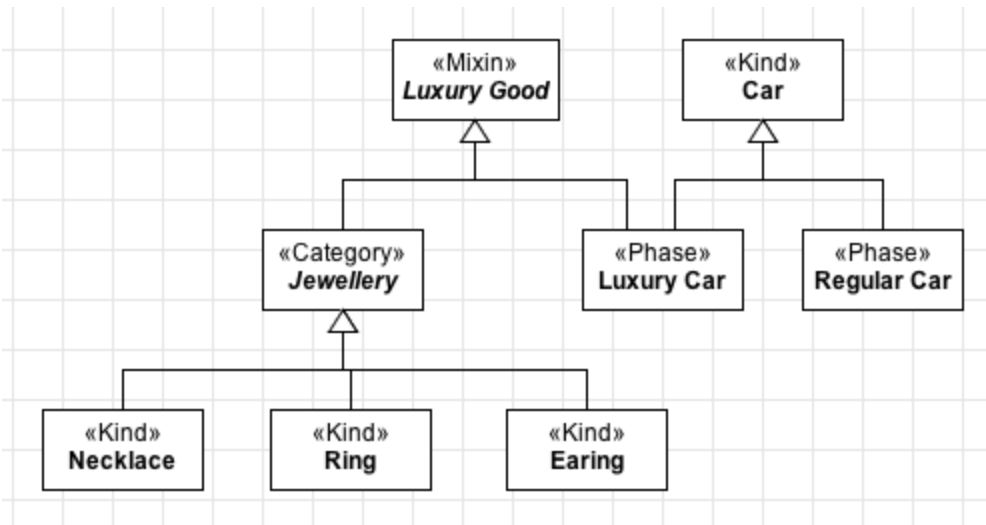 «Mixin»
Luxury Good
«Kind»
Car
«Category»
Jewellery
«Phase»
Luxury Car
«Phase»
Regular Car
«Kind»
Necklace
«Kind»
Ring
«Kind»
Earing